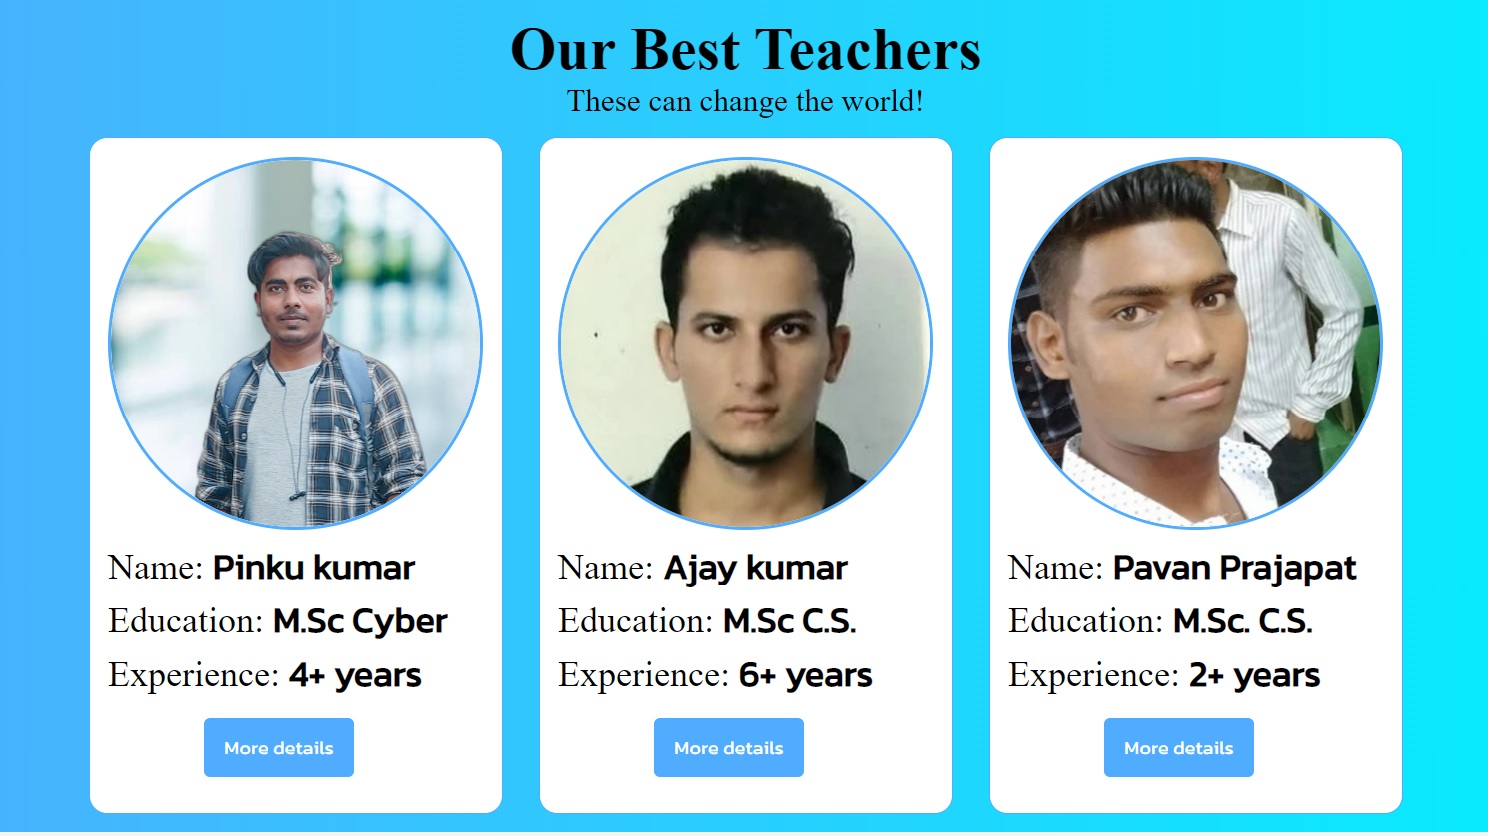 Our Best Teachers
These can change the world!
Name: Pinku kumar
Education: M.Sc Cyber
Experience: 4+ years
More details
Name: Ajay kumar
Education: M.Sc C.S.
Experience: 6+ years
More details
Name: Pavan Prajapat
Education: M.Sc. C.S.
Experience: 2+ years
More details